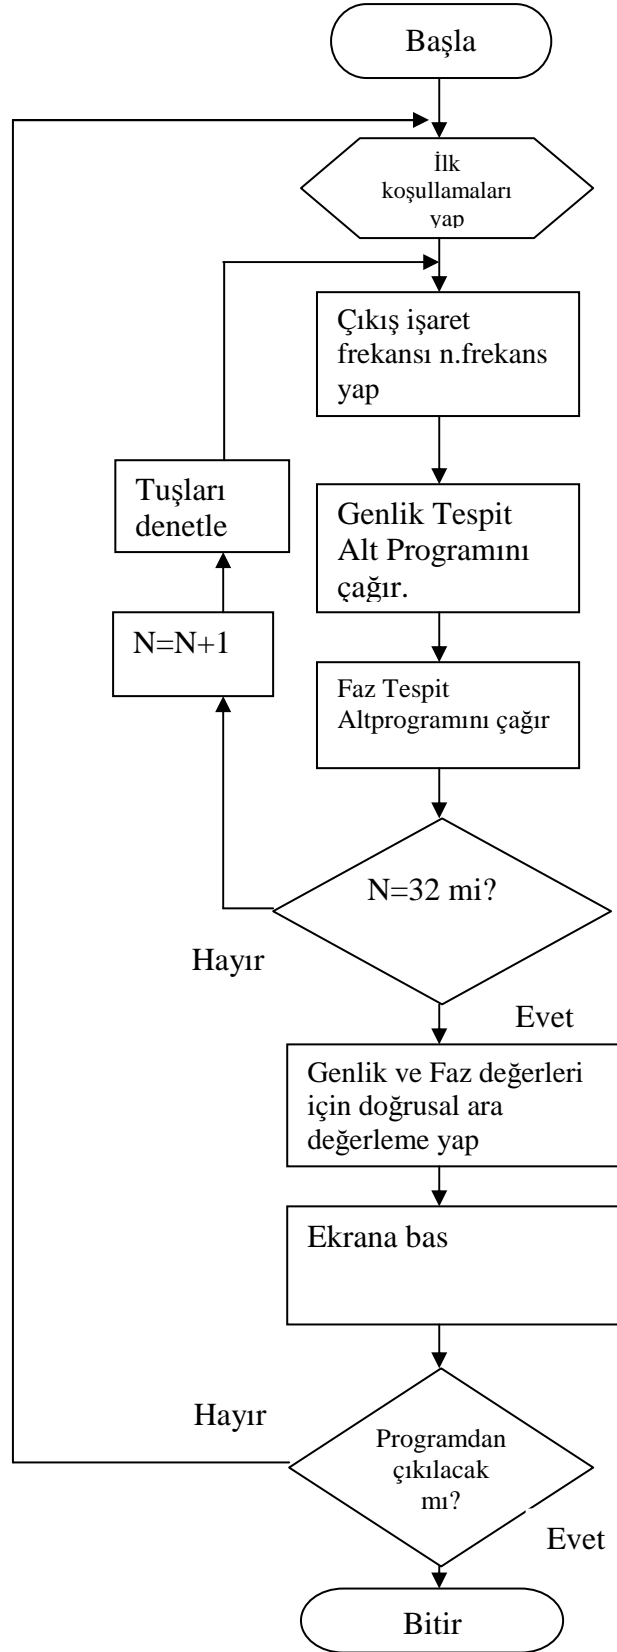 Başla
İlk
koşullamaları
yap
Çıkış işaret
frekansı n.frekans
yap
Tuşları
denetle
Genlik Tespit
Alt Programını
çağır.
N=N+1
Faz Tespit
Altprogramını çağır
N=32 mi?
Hayır
Evet
Genlik ve Faz değerleri
için doğrusal ara
değerleme yap
Ekrana bas
Hayır
Programdan
çıkılacak
mı?
Evet
Bitir